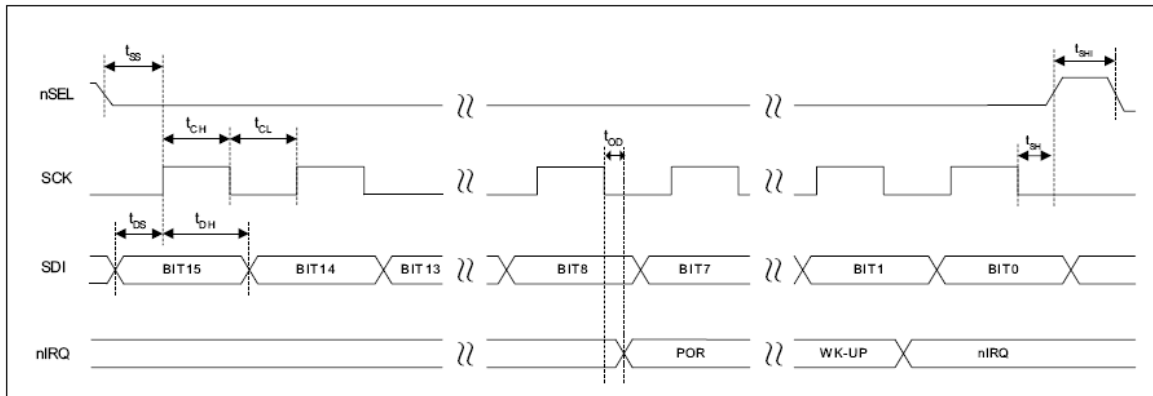 tSS
tSHI
nSEL
tCH
tCL
tOD
tSH
SCK
tDS
tDH
SDI
BIT15
BIT14
BIT13
BIT8
BIT7
BIT1
BIT0
nIRQ
POR
WK-UP
nIRQ